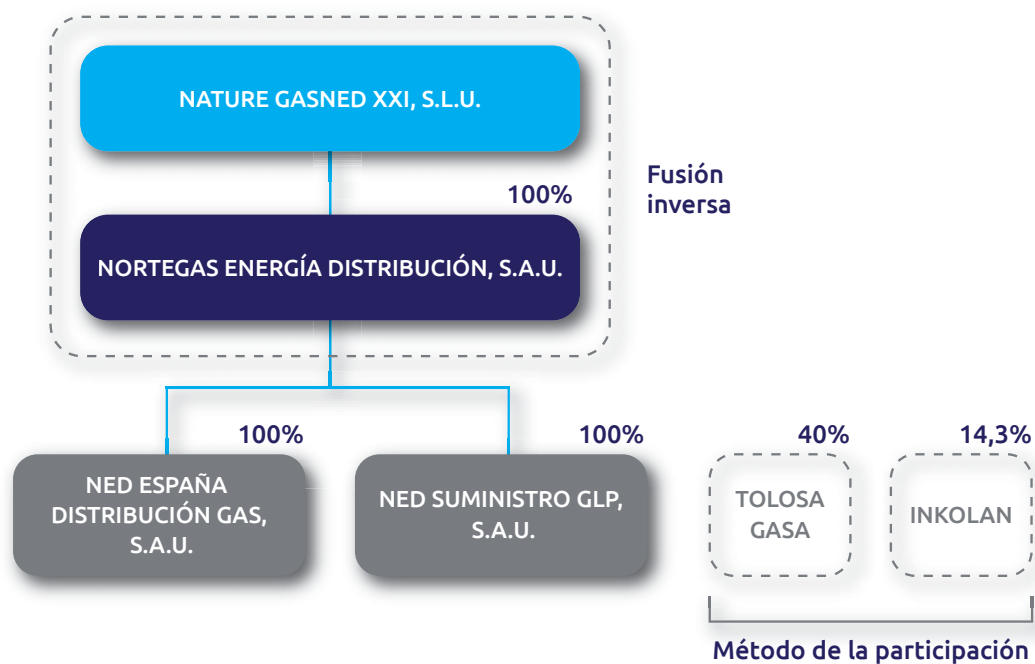 NATURE GASNED XXI, S.L.U.
Fusión
inversa
100%
NORTEGAS ENERGÍA DISTRIBUCIÓN, S.A.U.
100%
100%
40%
14,3%
NED ESPAÑA
DISTRIBUCIÓN GAS,
S.A.U.
NED SUMINISTRO GLP,
S.A.U.
TOLOSA
GASA
INKOLAN
Método de la participación